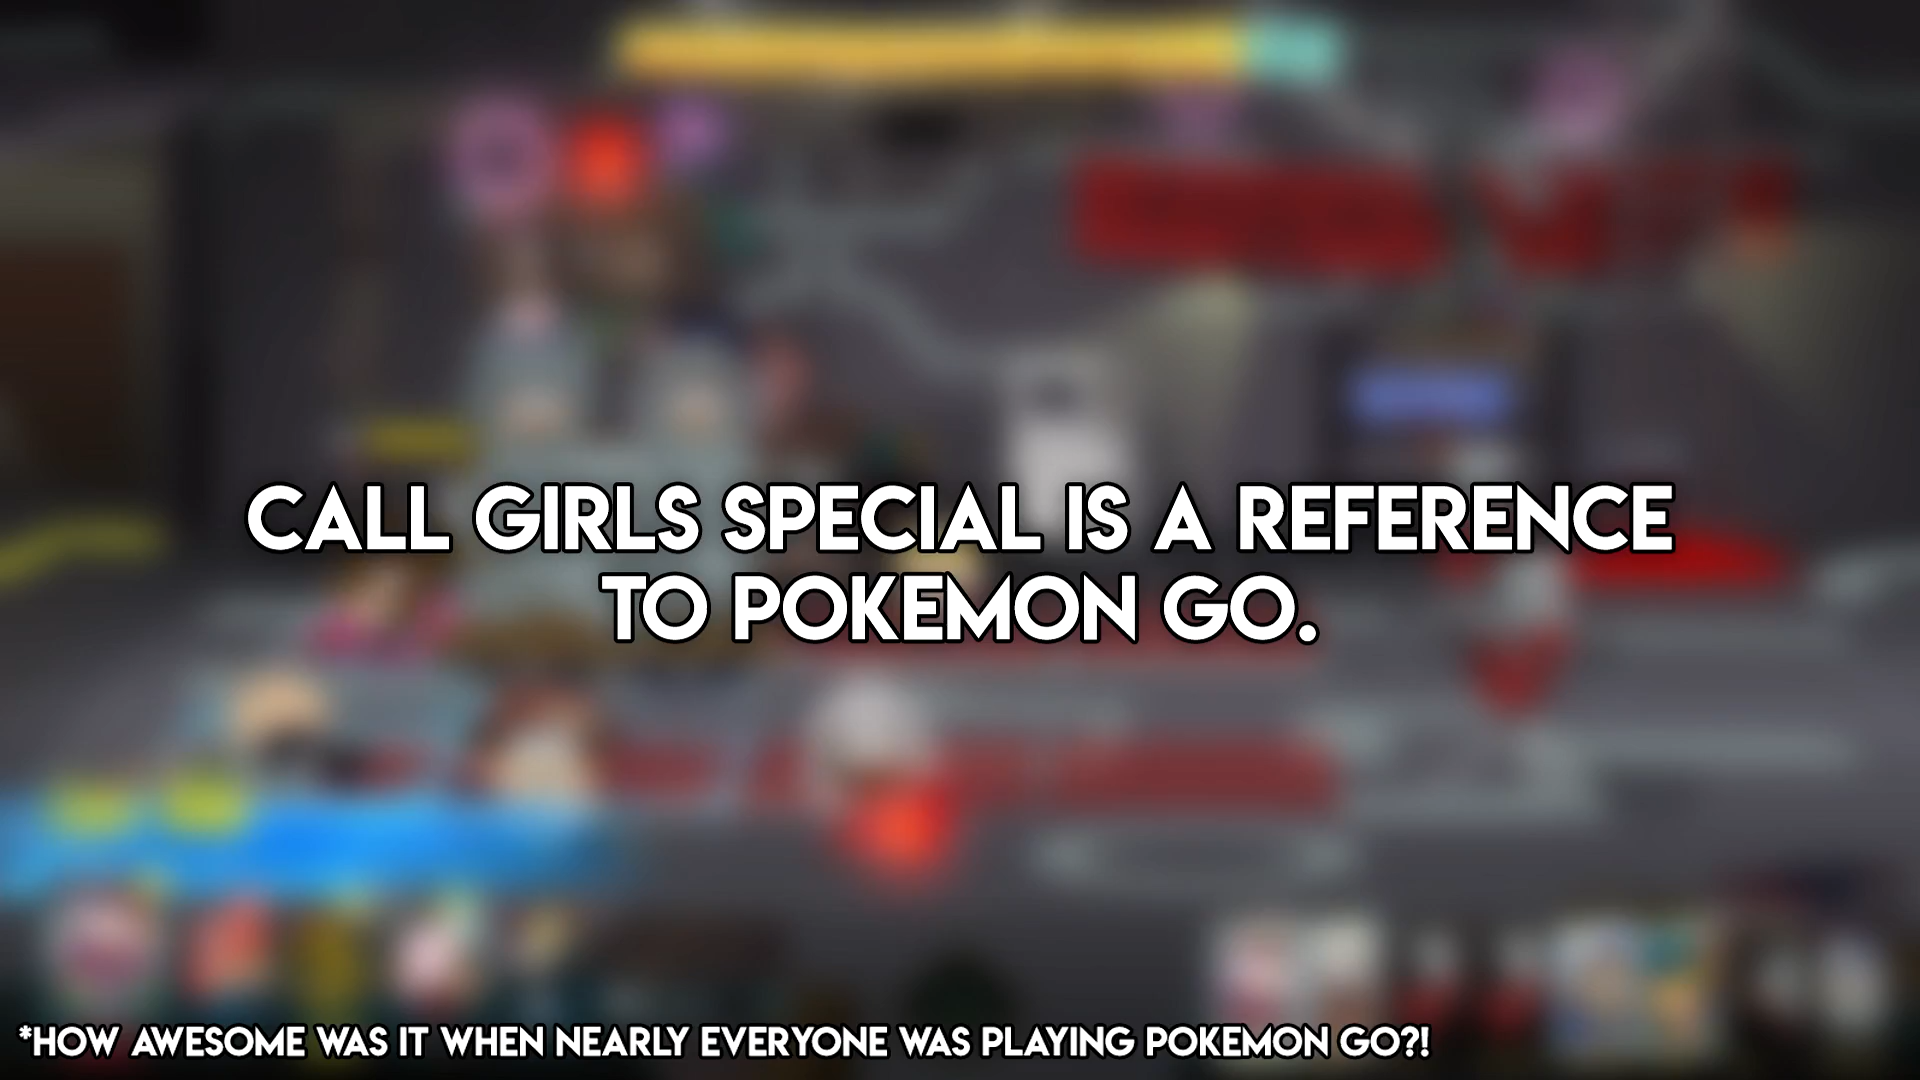 CALL GIRLS SPECIAL IS A REFERENCE
TO POKEMON GO.
*HOW AWESOME WAS IT WHEN NEARLY EVERYONE WAS PLAYING POKEMON GO?!